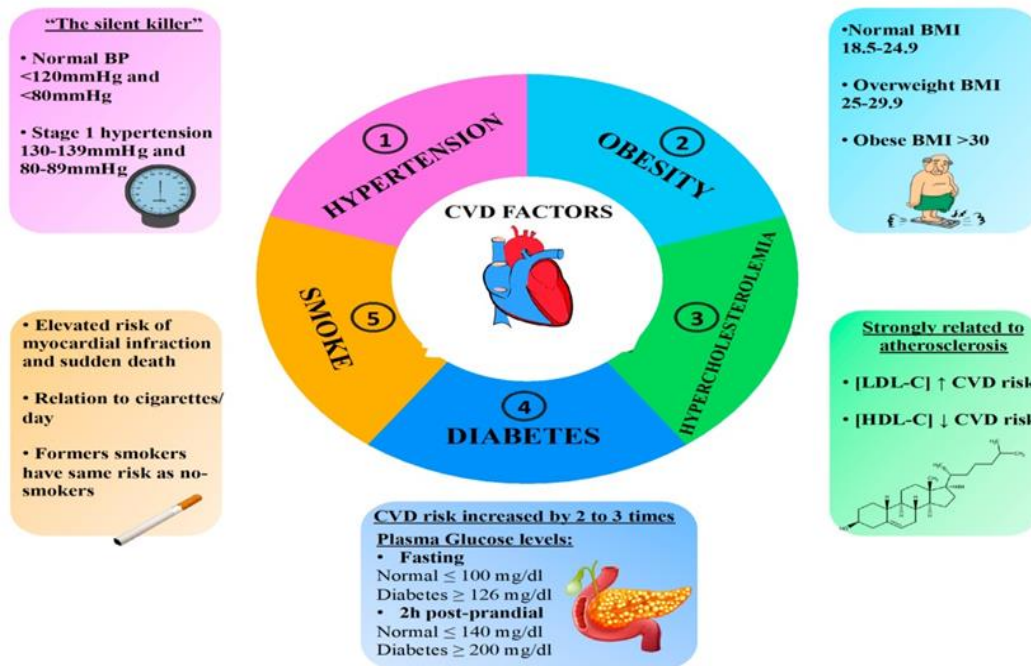 “The silent killer”
• Normal BP
<120mmHg and
<80mmHg
• Stage 1 hypertension
130-139mmHg and
80-89mmHg
1
HYPERTENSION
2
OBESITY
•Normal BMI
18.5-24.9
• Overweight BMI
25-29.9
• Obese BMI >30
CVD FACTORS
3
HYPERCHOLESTEROLEMIA
Strongly related to
atherosclerosis
• [LDL-C] ↑ CVD risk
• [HDL-C] ↓ CVD risk
H₃C
CH₃
H₃C
CH₃
4
DIABETES
CVD risk increased by 2 to 3 times
Plasma Glucose levels:
• Fasting
Normal ≤ 100 mg/dl
Diabetes ≥ 126 mg/dl
• 2h post-prandial
Normal ≤ 140 mg/dl
Diabetes ≥ 200 mg/dl
5
SMOKE
• Elevated risk of
myocardial infraction
and sudden death
• Relation to cigarettes/
day
• Formers smokers
have same risk as no-
smokers